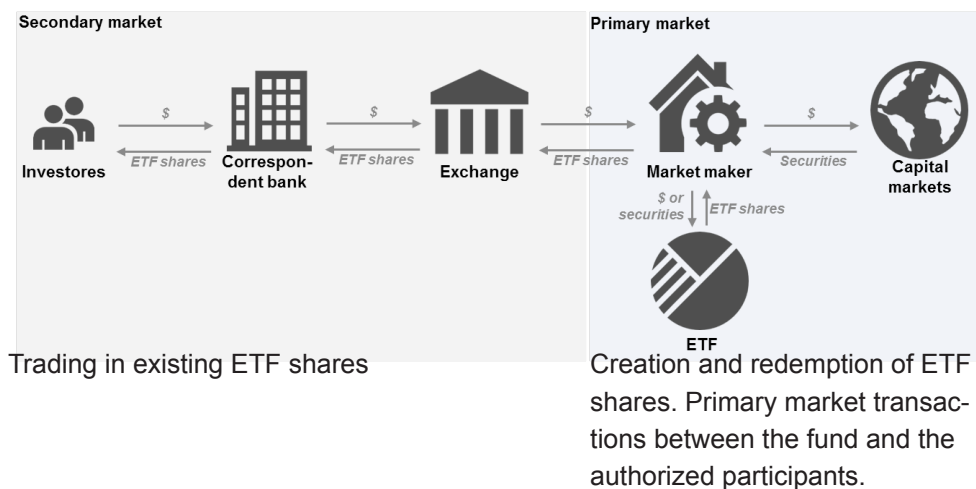 Secondary market
Primary market
$
$
$
$
ETF shares
ETF shares
ETF shares
Securities
Investores
Correspon-
dent bank
Exchange
Market maker
Capital
markets
$ or
securities
ETF shares
ETF
Trading in existing ETF shares
Creation and redemption of ETF
shares. Primary market transac-
tions between the fund and the
authorized participants.